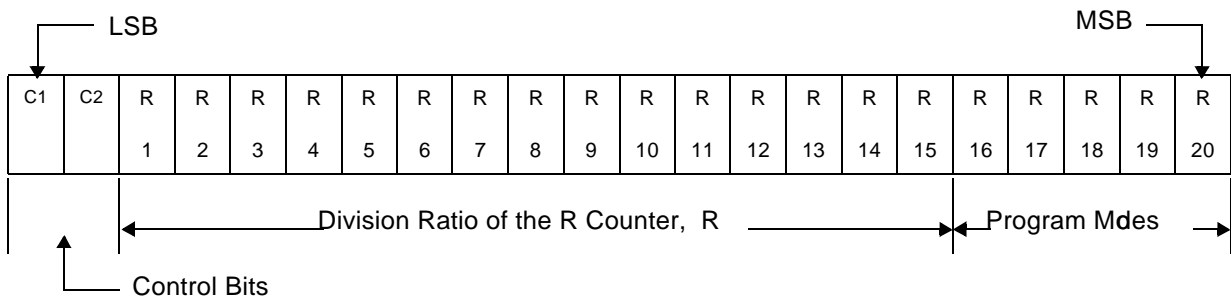 LSB
MSB
C1 C2 R R R R R R R R R R R R R R R R R R R R
1 2 3 4 5 6 7 8 9 10 11 12 13 14 15 16 17 18 19 20
Division Ratio of the R Counter, R
Program Modes
Control Bits